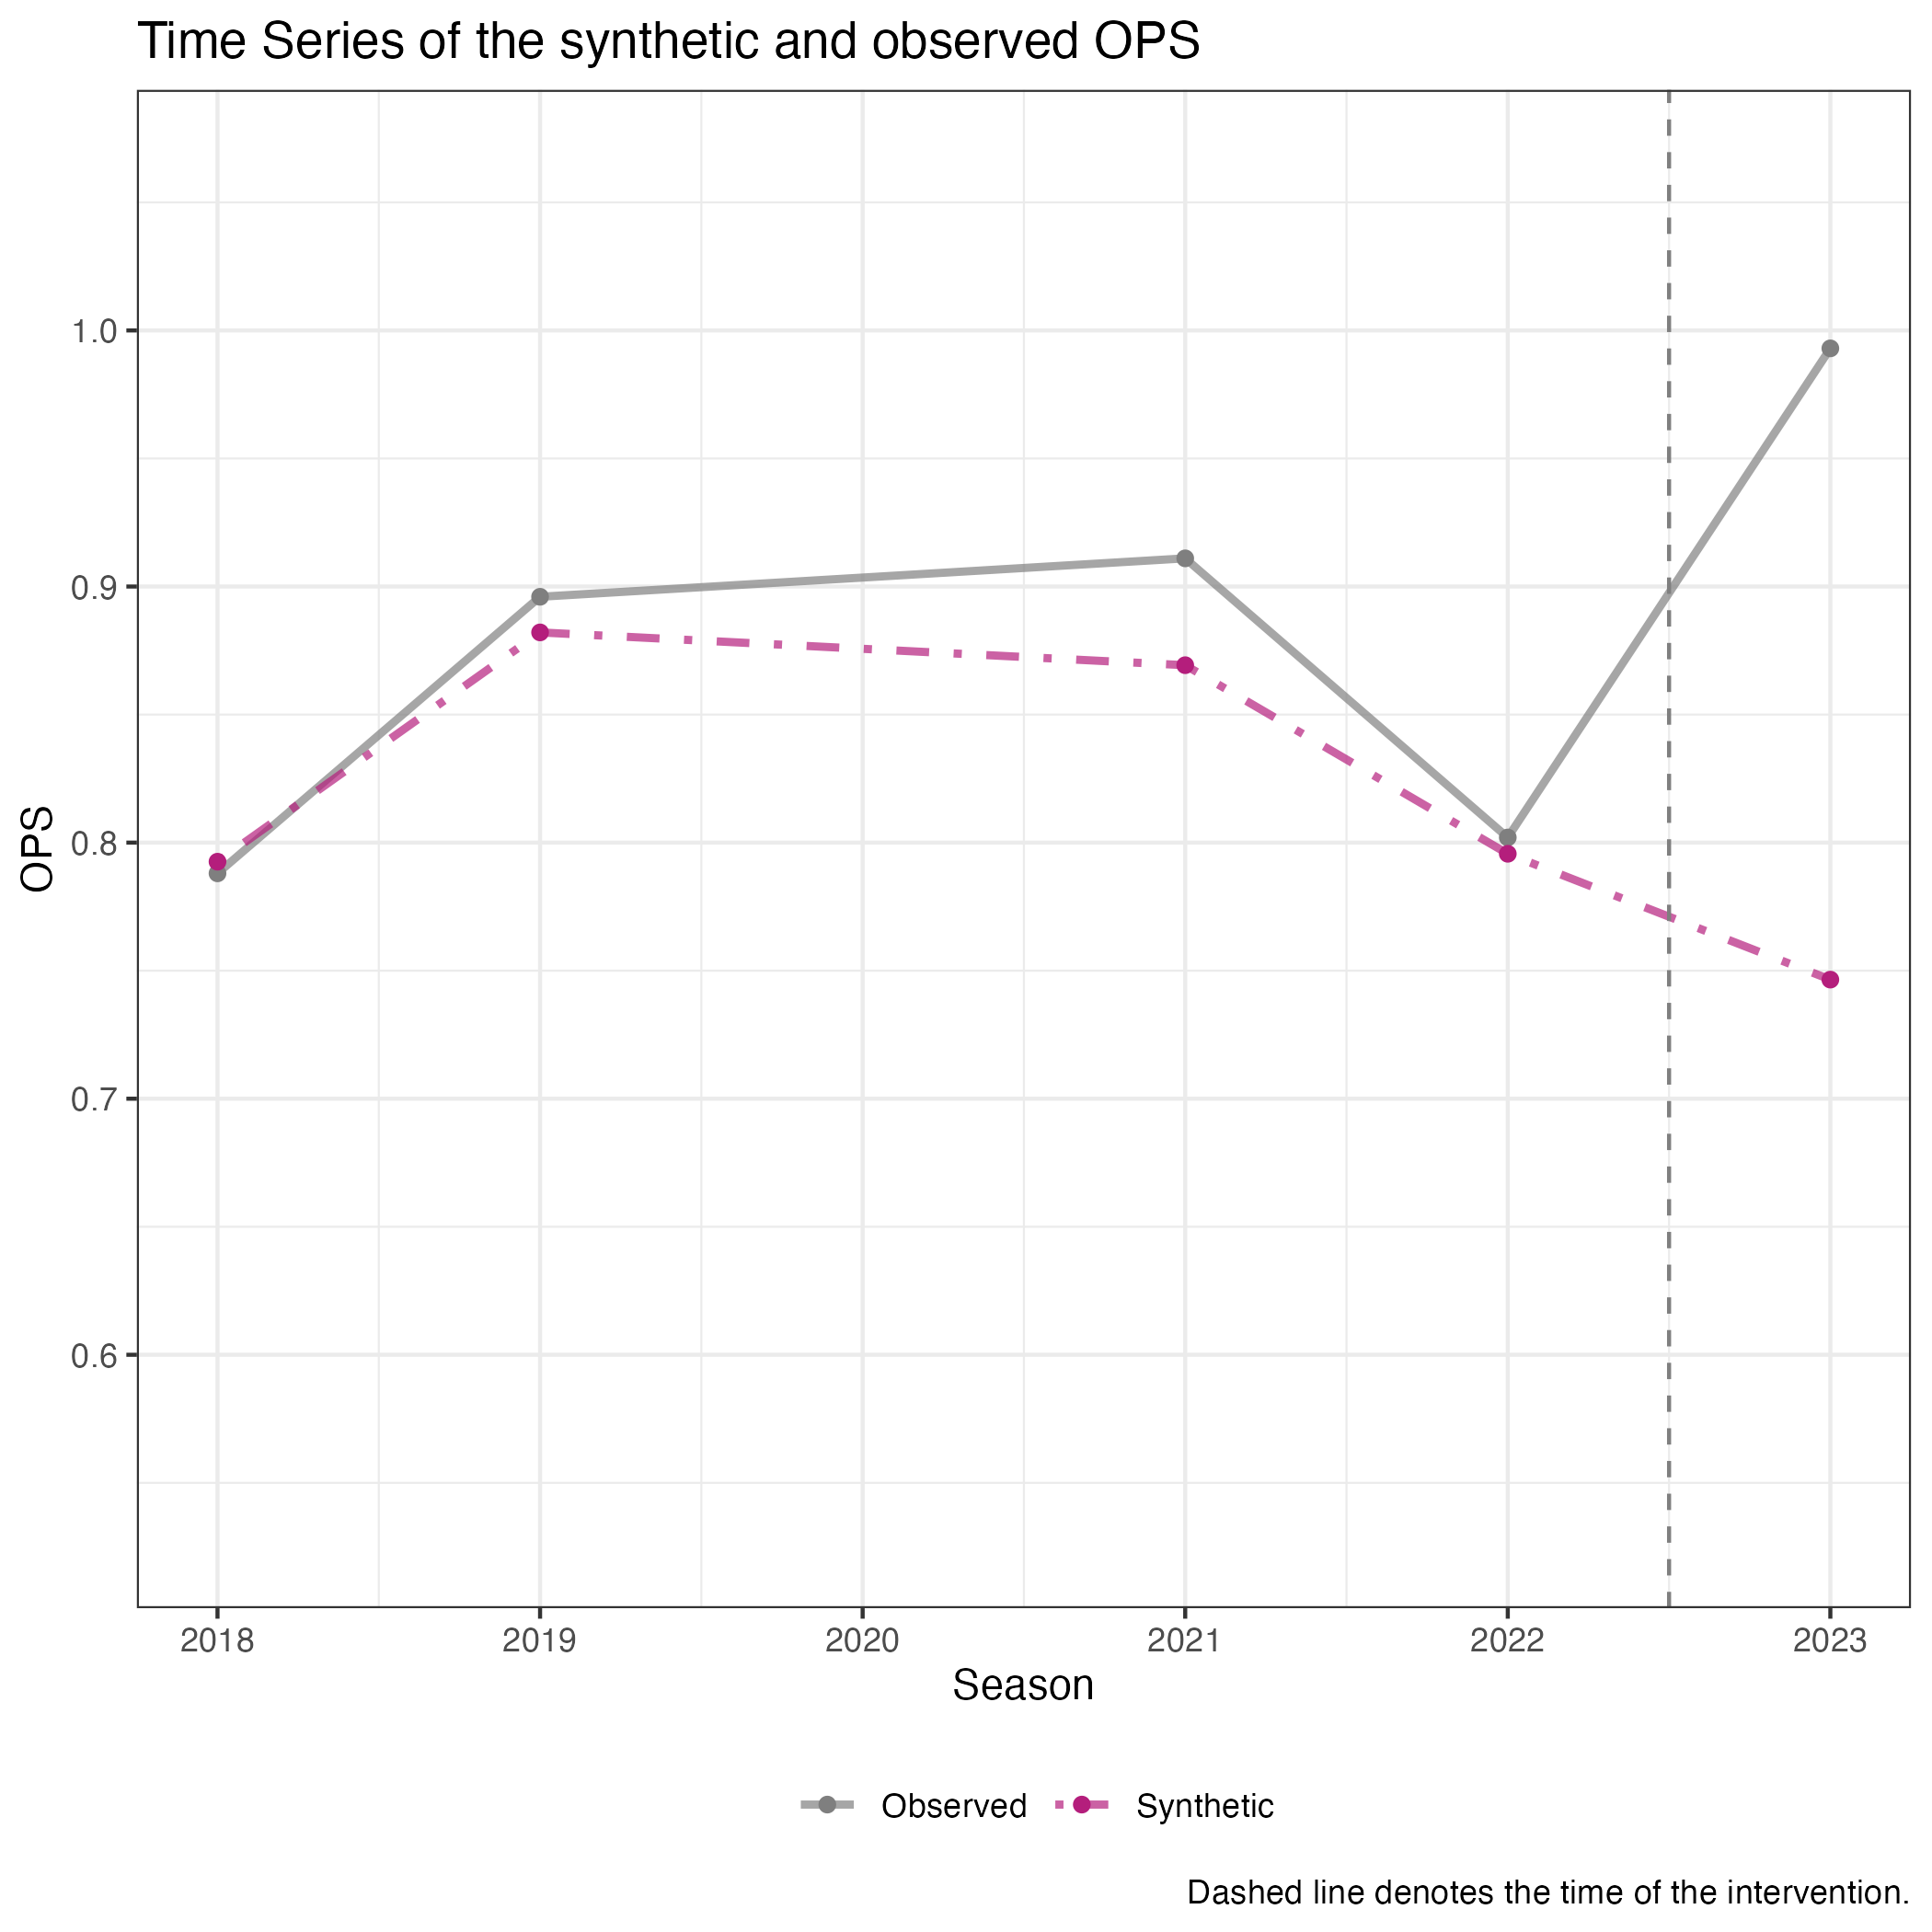 Time Series of the synthetic and observed OPS
OPS
1.0
0.9
0.8
0.7
0.6
2018 2019 2020 2021 2022 2023
Season
Observed Synthetic
Dashed line denotes the time of the intervention.